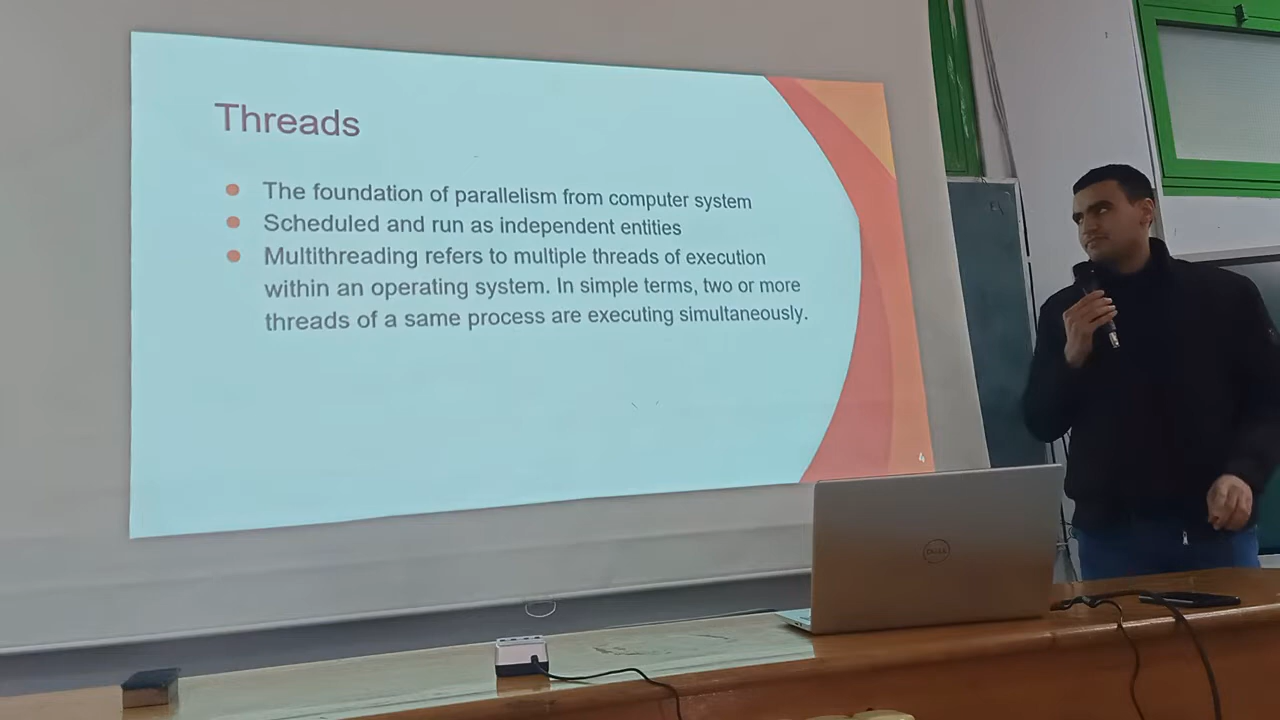 Threads
The foundation of parallelism from computer system
Scheduled and run as independent entities
Multithreading refers to multiple threads of execution
within an operating system. In simple terms, two or more
threads of a same process are executing simultaneously.
4
DELL